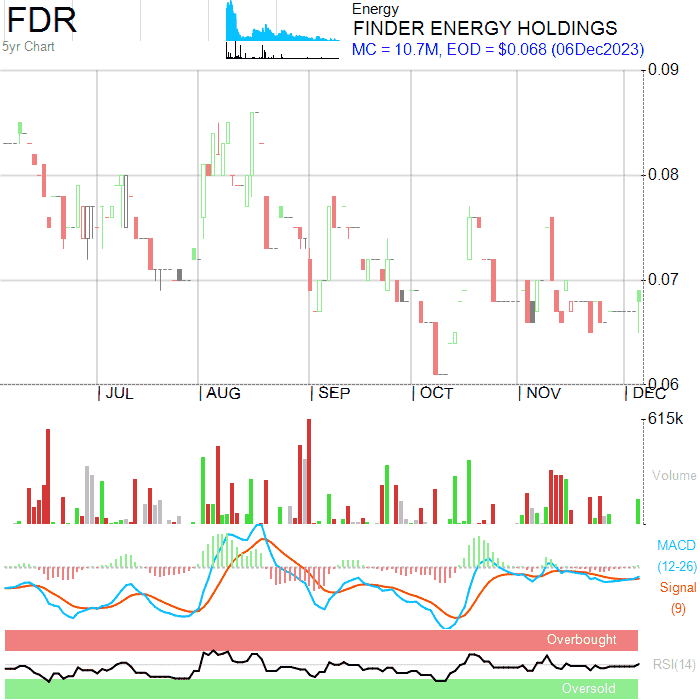 FDR
5yr Chart
Energy
FINDER ENERGY HOLDINGS
MC = 10.7M, EOD = $0.068 (06Dec2023)
0.09
0.08
0.07
0.06
JUL AUG SEP OCT NOV DEC
615k
Volume
MACD
(12-26)
Signal
(9)
Overbought
RSI(14)
Oversold